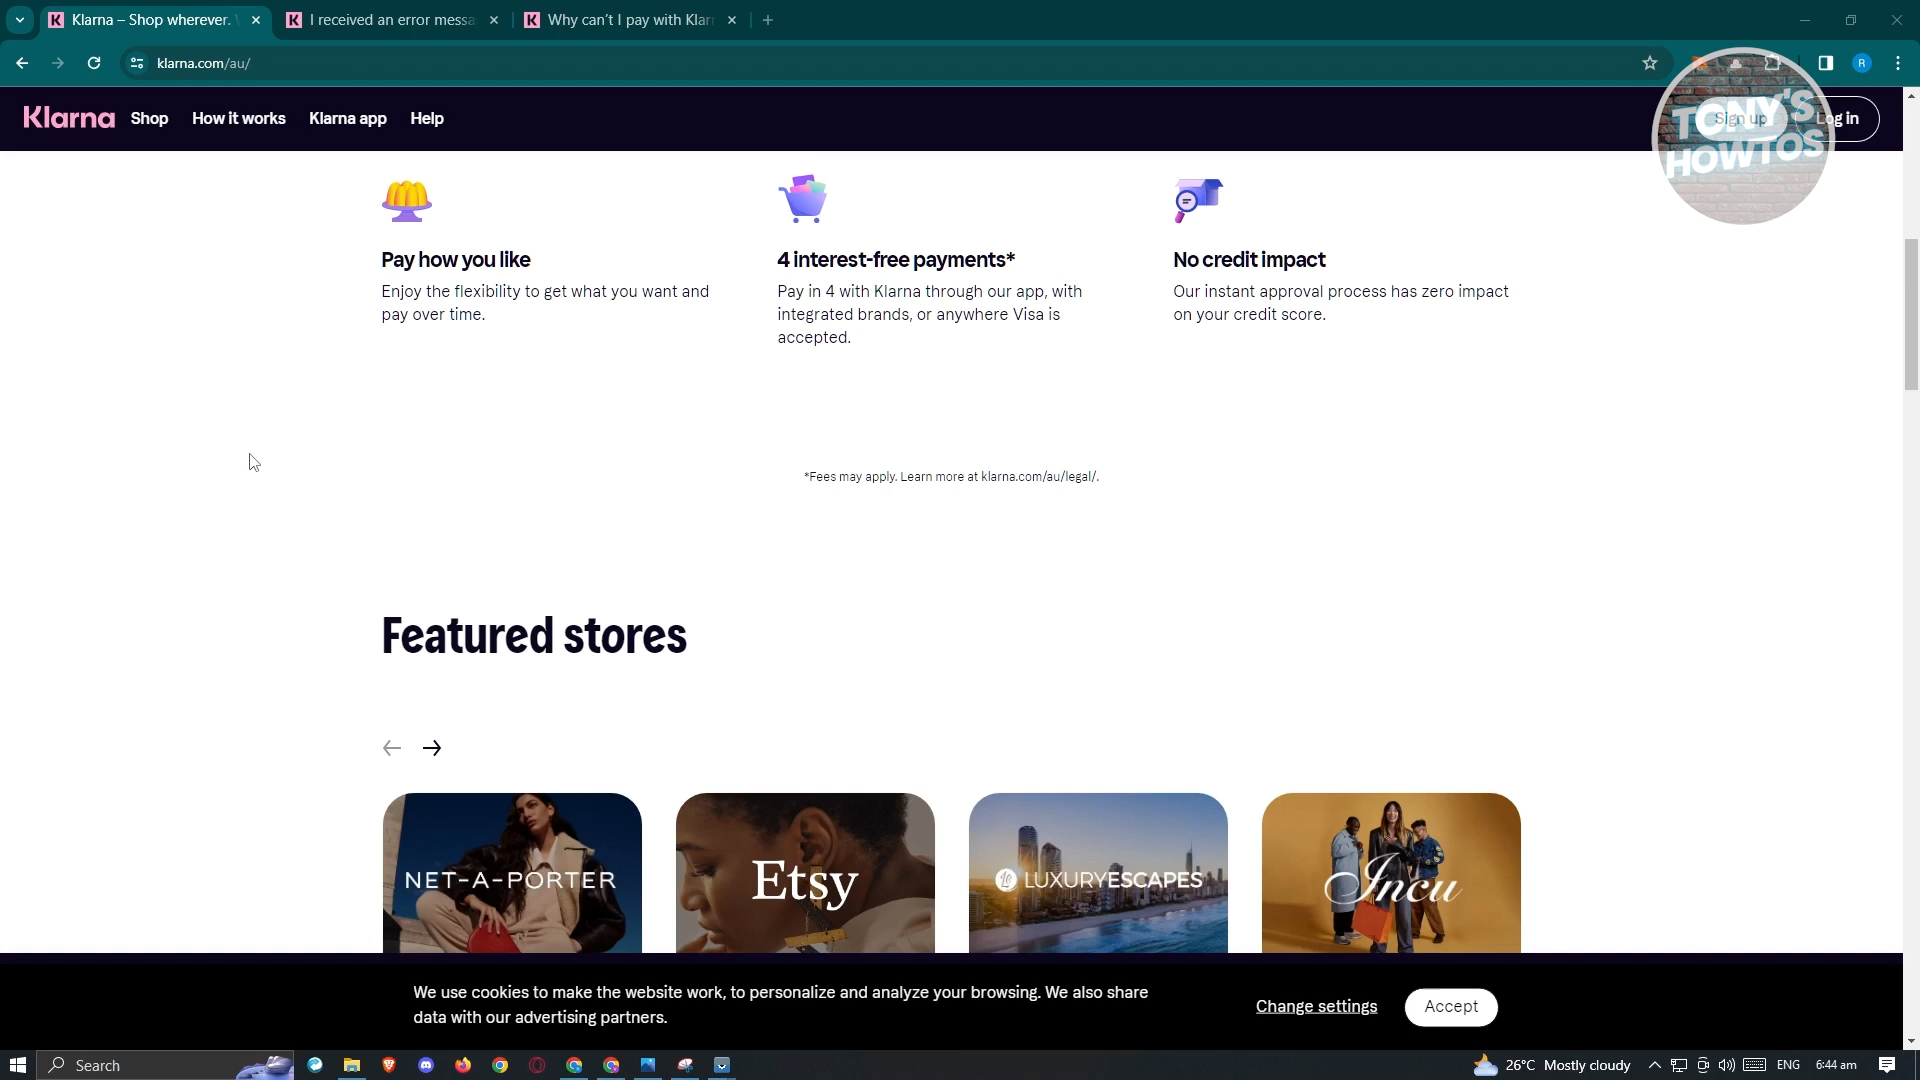 Klarna – Shop wherever.
I received an error messa
Why can't I pay with Klar
klarna.com/au/
R
Klarna
Shop
How it works
Klarna app
Help
Sign up
Log in
TONY'S
HOWTOS
Pay how you like
Enjoy the flexibility to get what you want and
pay over time.
4 interest-free payments*
Pay in 4 with Klarna through our app, with
integrated brands, or anywhere Visa is
accepted.
No credit impact
Our instant approval process has zero impact
on your credit score.
*Fees may apply. Learn more at klarna.com/au/legal/.
Featured stores
NET-A-PORTER
Etsy
LE LUXURYESCAPES
Incu
We use cookies to make the website work, to personalize and analyze your browsing. We also share
data with our advertising partners.
Change settings
Accept
Search
26°C Mostly cloudy
ENG
6:44 am